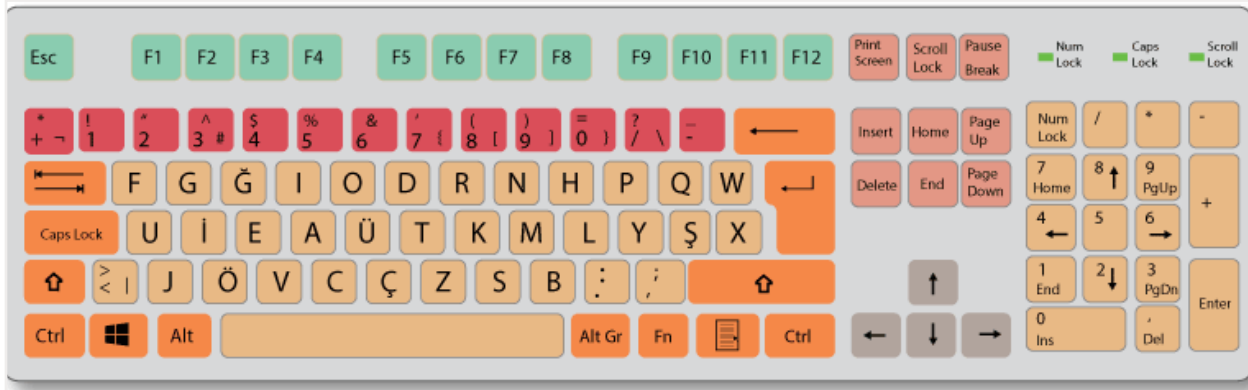 Esc F1 F2 F3 F4 F5 F6 F7 F8 F9 F10 F11 F12 Print Screen Scroll Lock Pause Break Num Lock Caps Lock Scroll Lock
* + ¬ ! 1 " 2 ^ 3 # $ 4 % 5 & 6 ' 7 { ( 8 [ ) 9 ] = 0 } ? / \ _ - Insert Home Page Up Num Lock / * -
F G Ğ I O D R N H P Q W Delete End Page Down 7 Home 8 9 PgUp +
Caps Lock U İ E A Ü T K M L Y Ş X 4 5 6
> < | J Ö V C Ç Z S B : . ; , 1 End 2 3 PgDn Enter
Ctrl Alt Alt Gr Fn Ctrl 0 Ins , Del